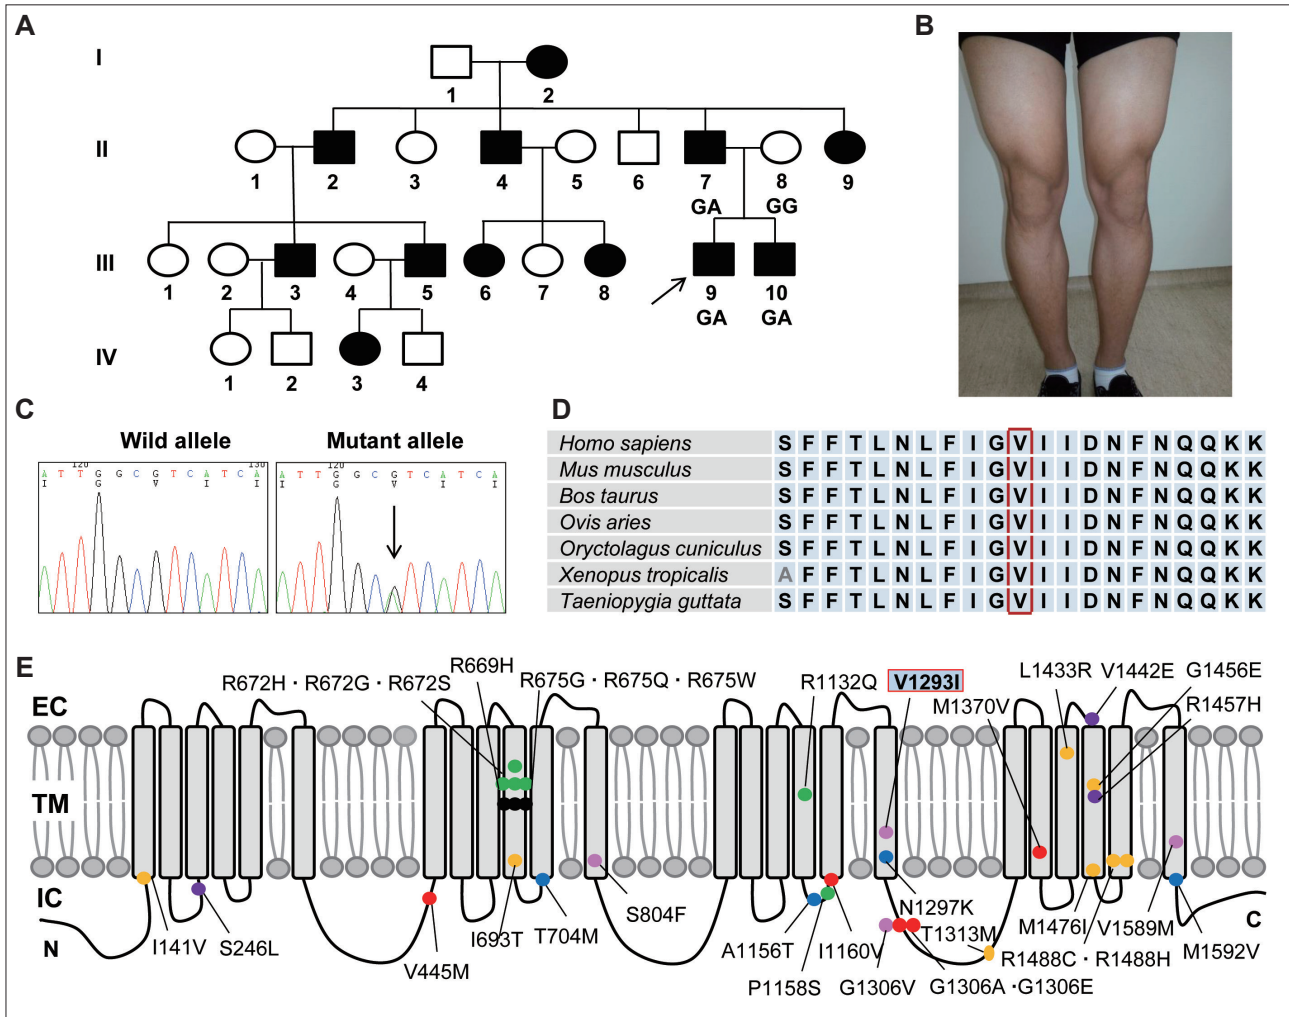 A
B
I
1 2
II
1 2 3 4 5 6 7 8 9
GA GG
III
1 2 3 4 5 6 7 8 9 10
GA GA
IV
1 2 3 4
C
D
Wild allele
Mutant allele
120 130
A T T G G C G T C A T C A
I G V I I
120
A T T G G C G T C A T C A
I G V I I
Homo sapiens S F F T L N L F I G V I I D N F N Q Q K K
Mus musculus S F F T L N L F I G V I I D N F N Q Q K K
Bos taurus S F F T L N L F I G V I I D N F N Q Q K K
Ovis aries S F F T L N L F I G V I I D N F N Q Q K K
Oryctolagus cuniculus S F F T L N L F I G V I I D N F N Q Q K K
Xenopus tropicalis A F F T L N L F I G V I I D N F N Q Q K K
Taeniopygia guttata S F F T L N L F I G V I I D N F N Q Q K K
E
R669H
L1433R V1442E G1456E
R672H · R672G · R672S
R675G · R675Q · R675W
R1132Q V1293I
M1370V
R1457H
EC
TM
IC
N
C
I141V S246L
V445M
I693T T704M
S804F
A1156T I1160V
P1158S
N1297K
T1313M
G1306V
G1306A · G1306E
M1476I V1589M
R1488C · R1488H
M1592V